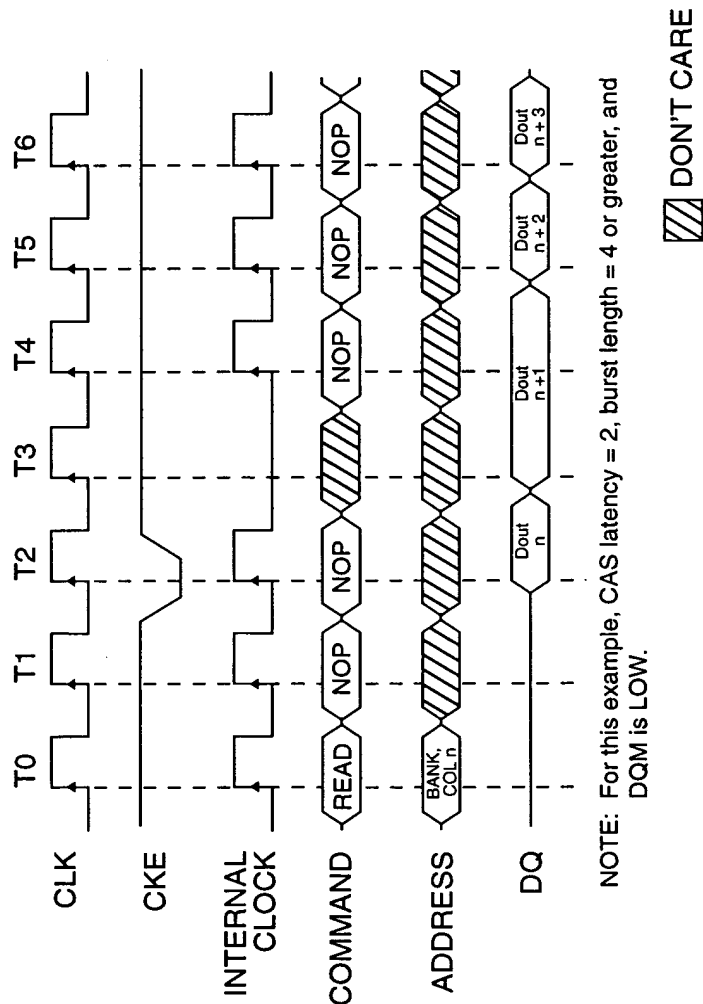 T0 T1 T2 T3 T4 T5 T6
CLK
CKE
INTERNAL
CLOCK
COMMAND READ NOP NOP NOP NOP NOP
ADDRESS BANK,
COL n
DQ Dout
n Dout
n+1 Dout
n + 2 Dout
n + 3
NOTE: For this example, CAS latency = 2, burst length = 4 or greater, and
DQM is LOW.
DON'T CARE